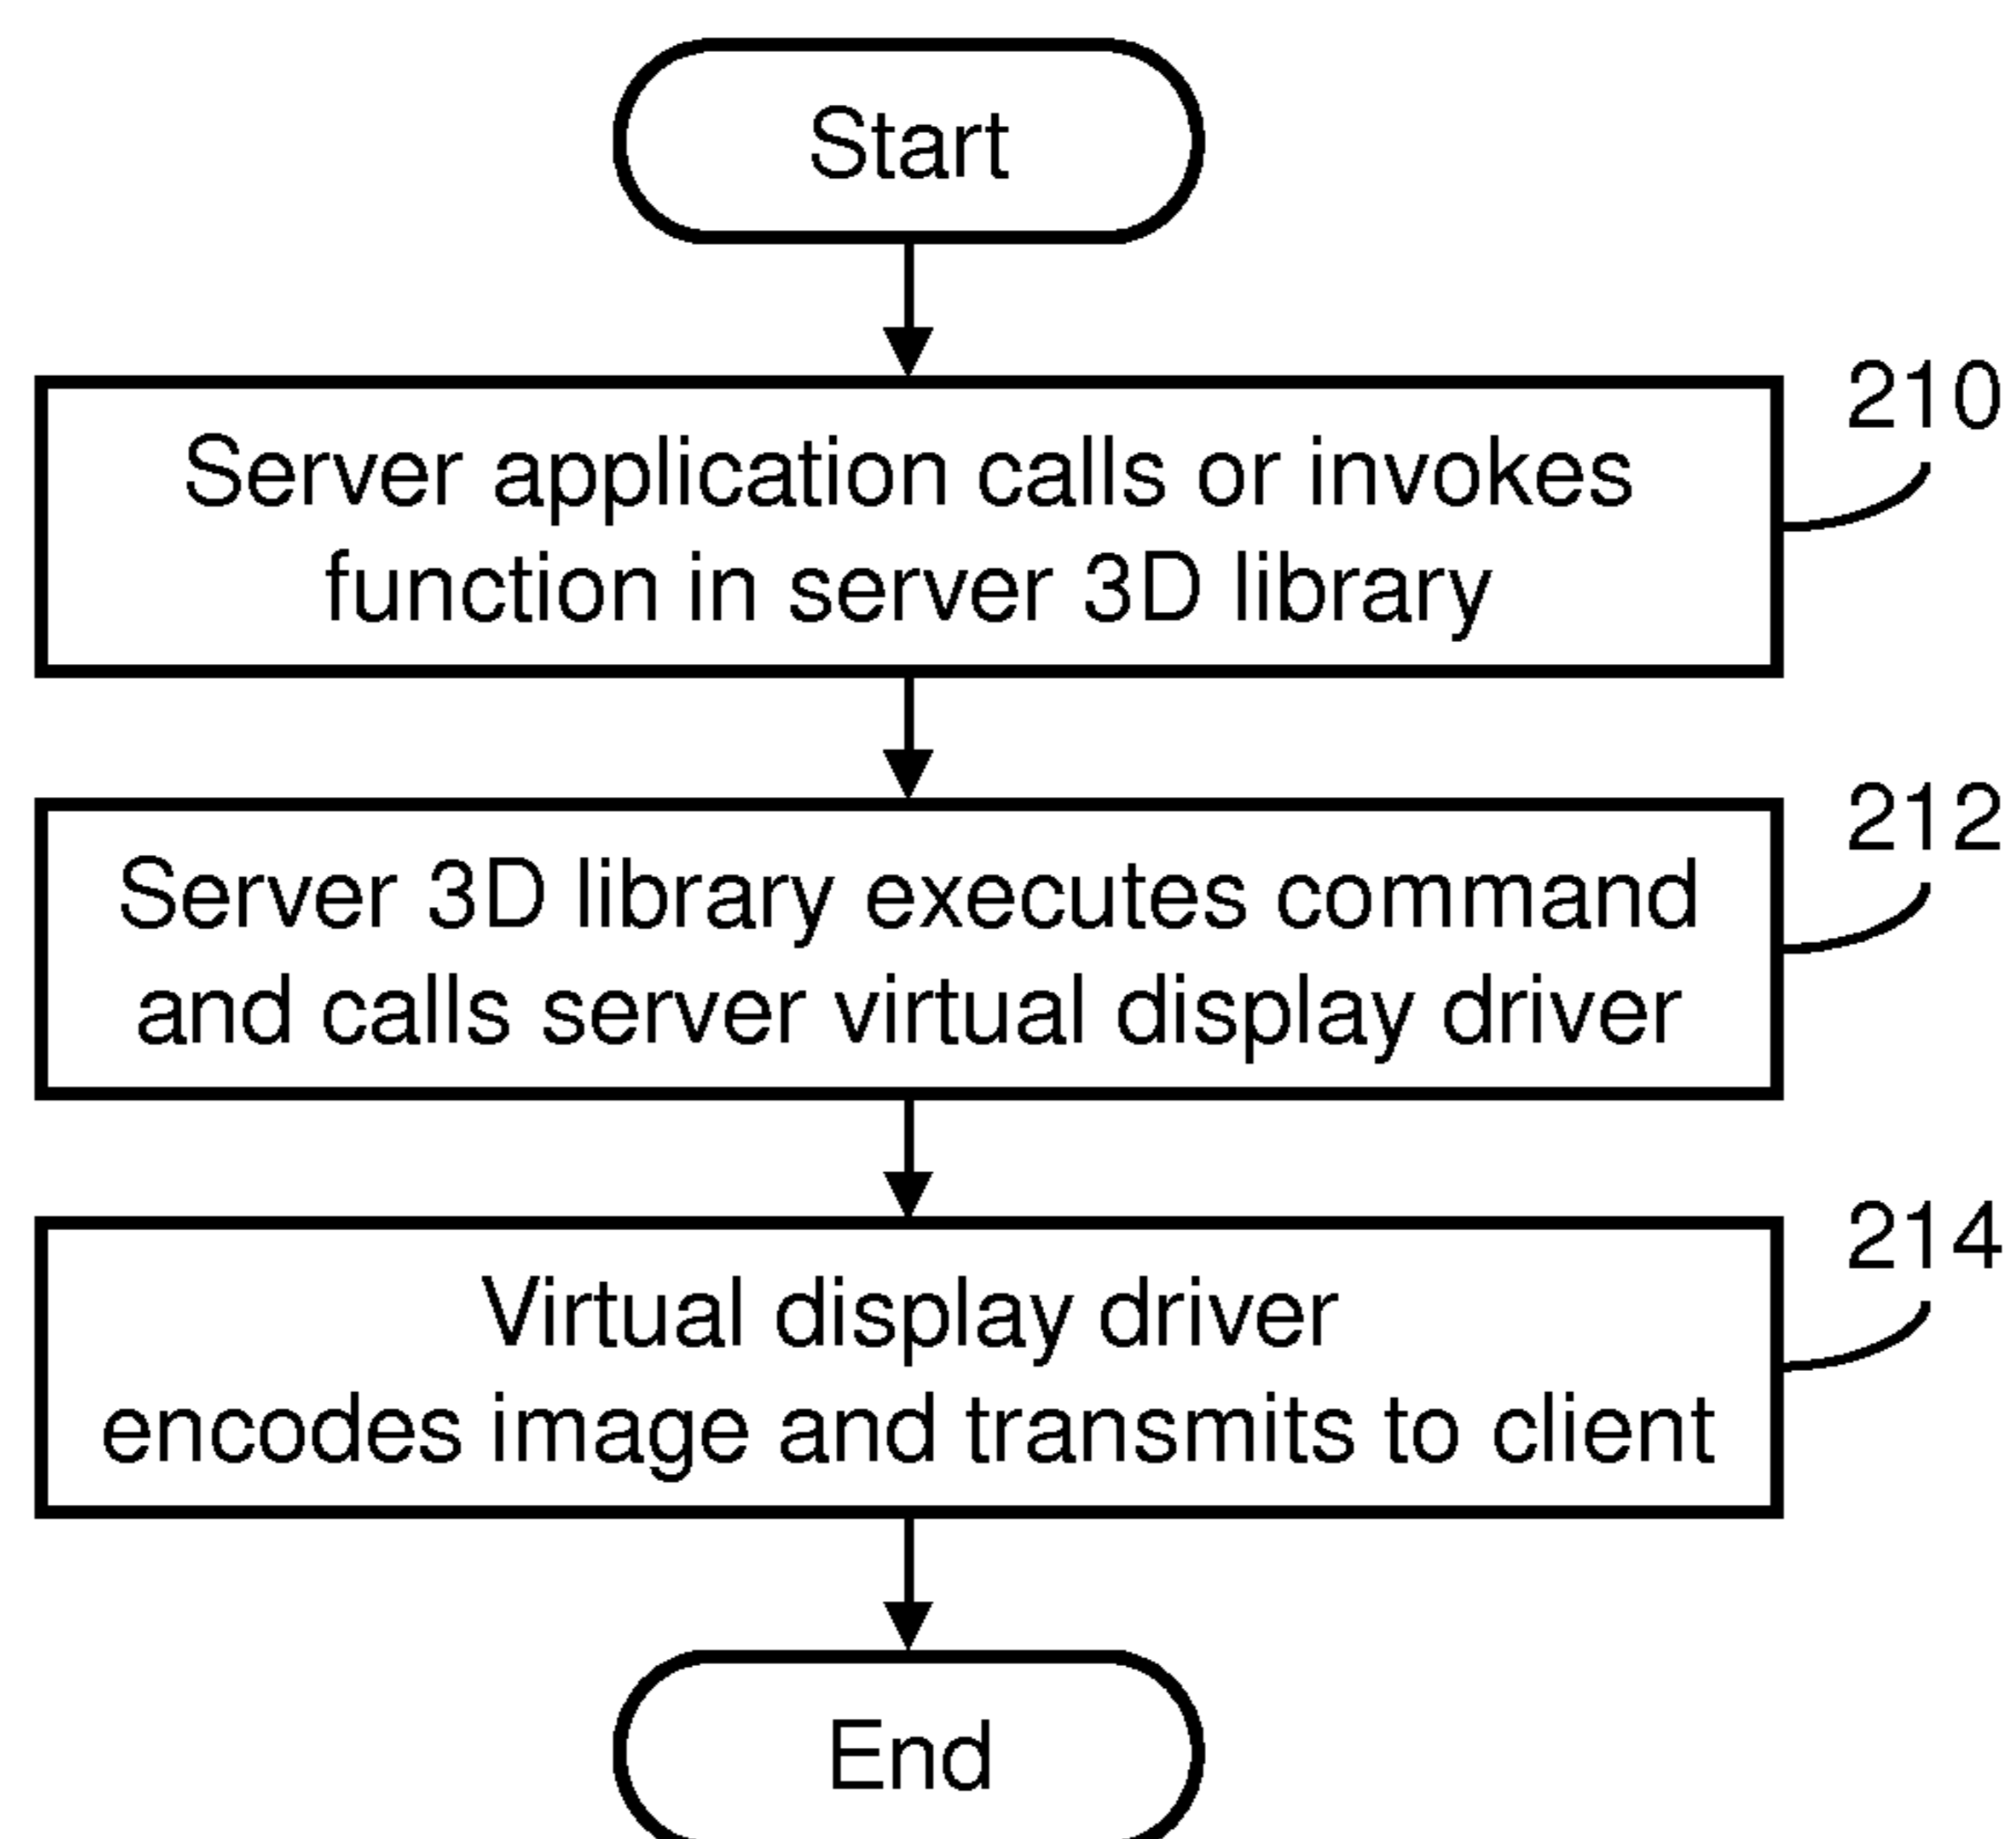 Start
210
Server application calls or invokes
function in server 3D library
212
Server 3D library executes command
and calls server virtual display driver
214
Virtual display driver
encodes image and transmits to client
End